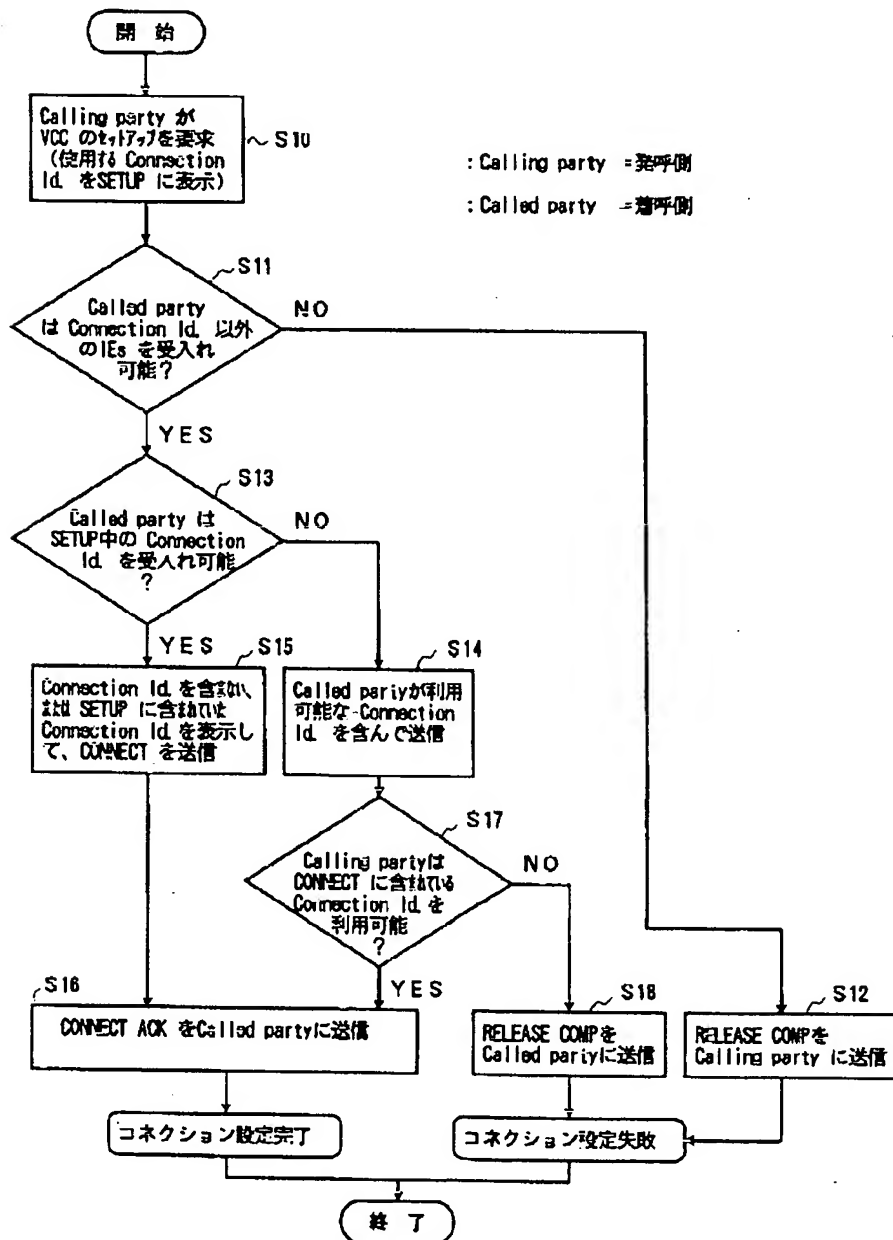 開 始
Calling party が
VCC のセットアップを要求
(使用する Connection
Id. をSETUP に表示)
~S10
: Calling party =発呼側
: Called party =着呼側
S11
Called party
は Connection Id. 以外
のIEs を受入れ
可能?
NO
YES
S13
Called party は
SETUP中の Connection
Id. を受入れ可能
?
NO
YES
S15
Connection Id. を含まない、
または SETUP に含まれていた
Connection Id. を表示し
て、CONNECT を送信
S14
Called partyが利用
可能な Connection
Id. を含んで送信
S17
Calling partyは
CONNECT に含まれている
Connection Id. を
利用可能
?
NO
YES
S16
CONNECT ACK をCalled partyに送信
S18
RELEASE COMPを
Called partyに送信
S12
RELEASE COMPを
Calling party に送信
コネクション設定完了
コネクション設定失敗
終 了